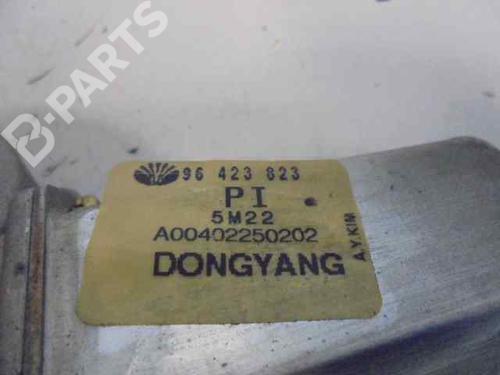 96 423 823
PI
5M22
A00402250202
DONGYANG
A.Y.KIM
B-PARTS